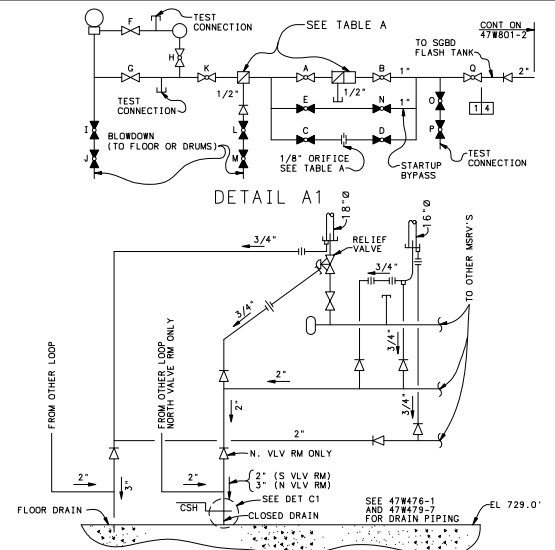 TEST
CONNECTION
SEE TABLE A
CONT ON
47W801-2
TO SGBD
FLASH TANK
F
H
G
K
A
B
1"
Q
2"
1/2"
1/2"
TEST
CONNECTION
E
N
1"
O
1 4
I
BLOWDOWN
(TO FLOOR OR DRUMS)
L
C
D
P
J
M
1/8" ORIFICE
SEE TABLE A
STARTUP
BYPASS
TEST
CONNECTION
DETAIL A1
18"Ø
16"Ø
3/4"
RELIEF
VALVE
3/4"
3/4"
TO OTHER MSRV'S
3/4"
3/4"
FROM OTHER LOOP
FROM OTHER LOOP
NORTH VALVE RM ONLY
2"
2"
2"
N. VLV RM ONLY
2"
3"
2"
2" (S VLV RM)
3" (N VLV RM)
SEE DET C1
CSH
FLOOR DRAIN
CLOSED DRAIN
SEE 47W476-1
AND 47W479-7
FOR DRAIN PIPING
EL 729.0'